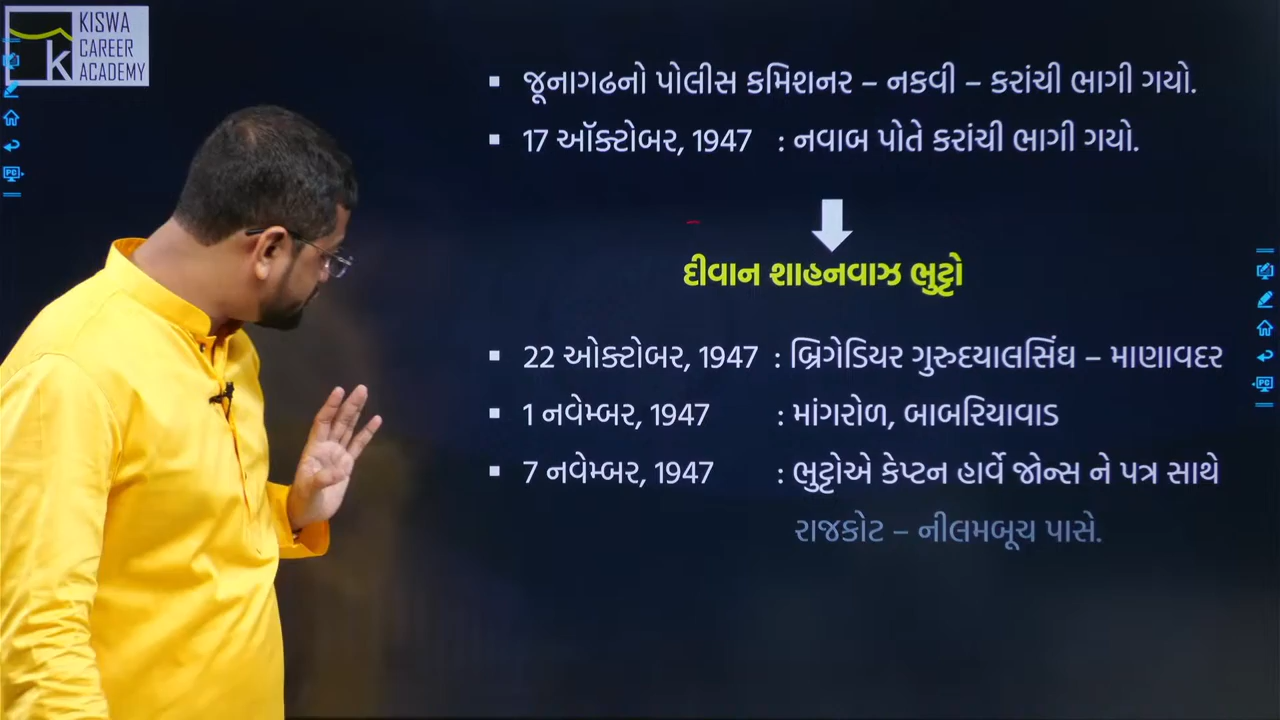 KISWA
CAREER
ACADEMY
k
▪ જૂનાગઢનો પોલીસ કમિશનર – નકવી – કરાંચી ભાગી ગયો.
▪ 17 ઑક્ટોબર, 1947 : નવાબ પોતે કરાંચી ભાગી ગયો.
દીવાન શાહનવાઝ ભુટ્ટો
▪ 22 ઓક્ટોબર, 1947 : બ્રિગેડિયર ગુરુદયાલસિંઘ – માણાવદર
▪ 1 નવેમ્બર, 1947 : માંગરોળ, બાબરિયાવાડ
▪ 7 નવેમ્બર, 1947 : ભુટ્ટોએ કેપ્ટન હાર્વે જોન્સ ને પત્ર સાથે
રાજકોટ – નીલમબૂચ પાસે.
PC
PC